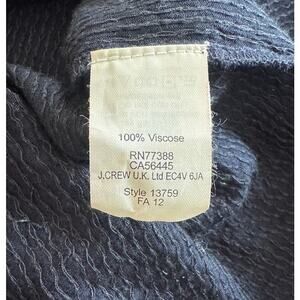 100% Viscose
RN77388
CA56445
J.CREW U.K. Ltd EC4V 6JA
Style 13759
FA 12